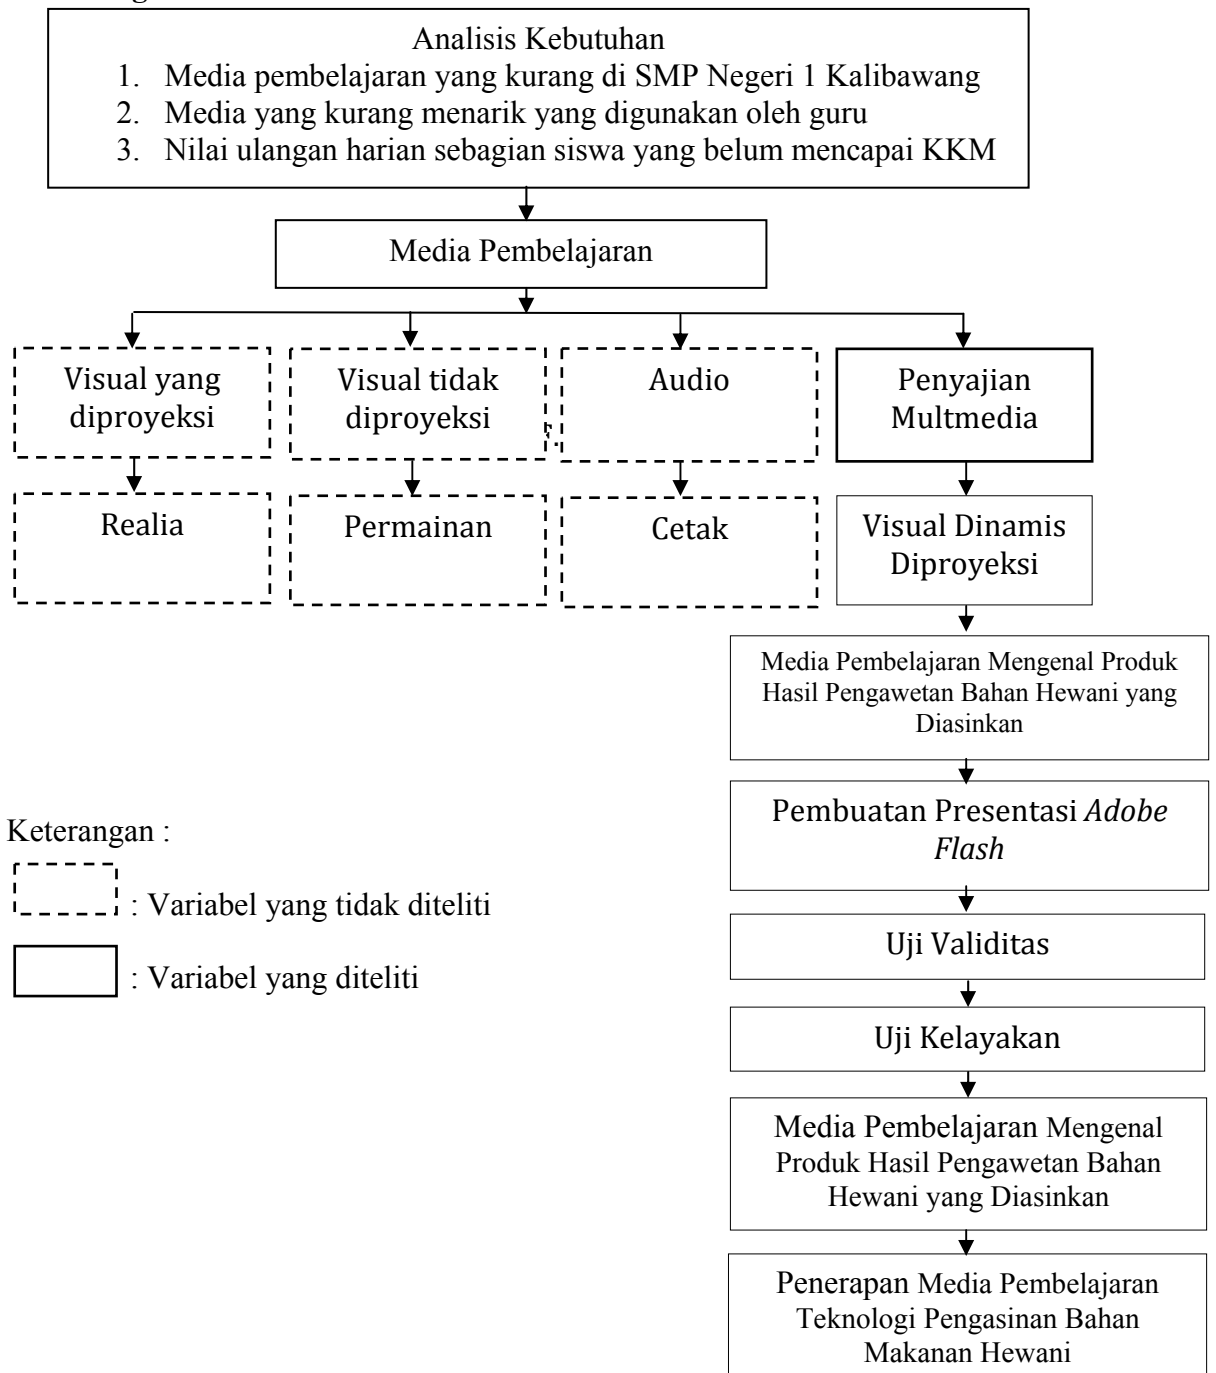 Analisis Kebutuhan
1. Media pembelajaran yang kurang di SMP Negeri 1 Kalibawang
2. Media yang kurang menarik yang digunakan oleh guru
3. Nilai ulangan harian sebagian siswa yang belum mencapai KKM
Media Pembelajaran
Visual yang
diproyeksi
Visual tidak
diproyeksi
Audio
Penyajian
Multmedia
Realia
Permainan
Cetak
Visual Dinamis
Diproyeksi
Media Pembelajaran Mengenal Produk
Hasil Pengawetan Bahan Hewani yang
Diasinkan
Pembuatan Presentasi Adobe
Flash
Keterangan :
: Variabel yang tidak diteliti
: Variabel yang diteliti
Uji Validitas
Uji Kelayakan
Media Pembelajaran Mengenal
Produk Hasil Pengawetan Bahan
Hewani yang Diasinkan
Penerapan Media Pembelajaran
Teknologi Pengasinan Bahan
Makanan Hewani